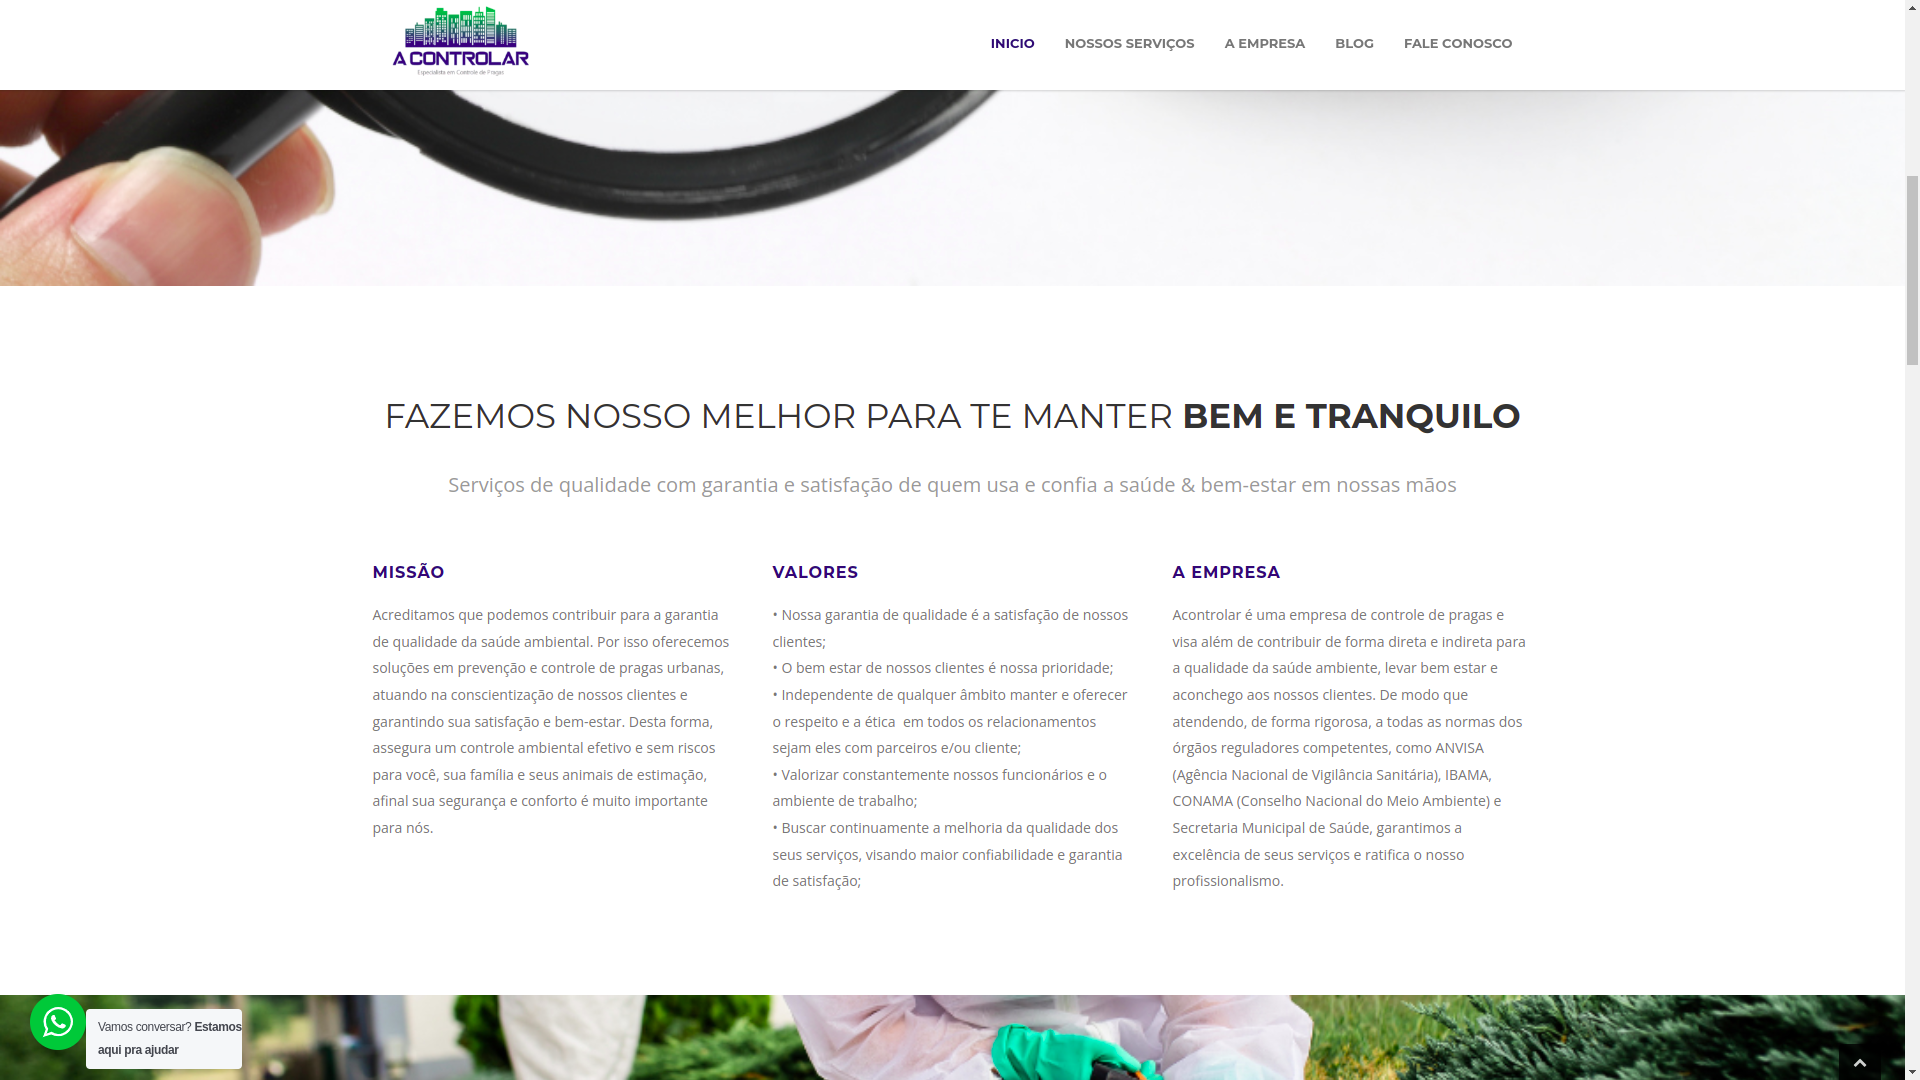 A CONTROLAR
Especialista em Controle de Pragas
INICIO
NOSSOS SERVIÇOS
A EMPRESA
BLOG
FALE CONOSCO
FAZEMOS NOSSO MELHOR PARA TE MANTER BEM E TRANQUILO
Serviços de qualidade com garantia e satisfação de quem usa e confia a saúde & bem-estar em nossas mãos
MISSÃO
Acreditamos que podemos contribuir para a garantia
de qualidade da saúde ambiental. Por isso oferecemos
soluções em prevenção e controle de pragas urbanas,
atuando na conscientização de nossos clientes e
garantindo sua satisfação e bem-estar. Desta forma,
assegura um controle ambiental efetivo e sem riscos
para você, sua família e seus animais de estimação,
afinal sua segurança e conforto é muito importante
para nós.
VALORES
• Nossa garantia de qualidade é a satisfação de nossos
clientes;
• O bem estar de nossos clientes é nossa prioridade;
• Independente de qualquer âmbito manter e oferecer
o respeito e a ética  em todos os relacionamentos
sejam eles com parceiros e/ou cliente;
• Valorizar constantemente nossos funcionários e o
ambiente de trabalho;
• Buscar continuamente a melhoria da qualidade dos
seus serviços, visando maior confiabilidade e garantia
de satisfação;
A EMPRESA
Acontrolar é uma empresa de controle de pragas e
visa além de contribuir de forma direta e indireta para
a qualidade da saúde ambiente, levar bem estar e
aconchego aos nossos clientes. De modo que
atendendo, de forma rigorosa, a todas as normas dos
órgãos reguladores competentes, como ANVISA
(Agência Nacional de Vigilância Sanitária), IBAMA,
CONAMA (Conselho Nacional do Meio Ambiente) e
Secretaria Municipal de Saúde, garantimos a
excelência de seus serviços e ratifica o nosso
profissionalismo.
Vamos conversar? Estamos
aqui pra ajudar